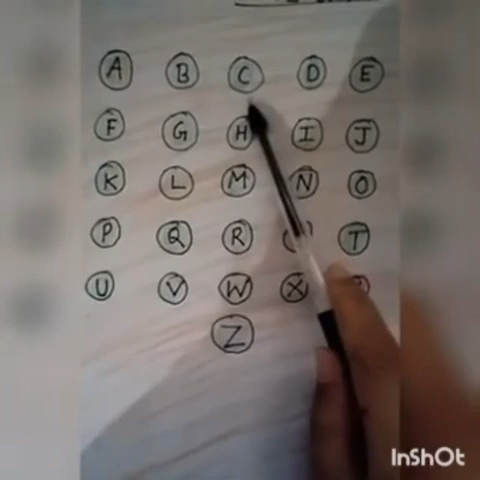 A B C D E
F G H I J
K L M N O
P Q R T
U V W X
Z
InShOt